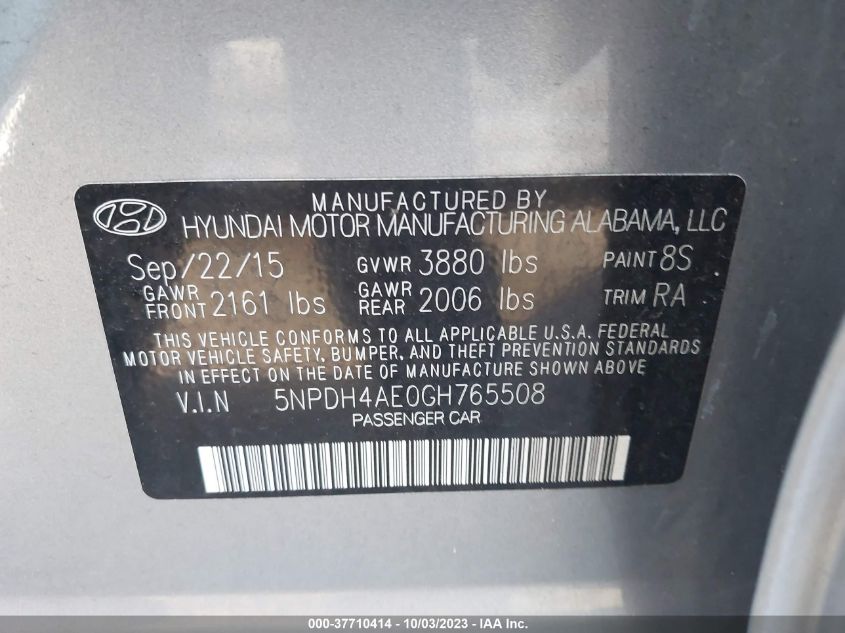 MANUFACTURED BY
HYUNDAI MOTOR MANUFACTURING ALABAMA, LLC
Sep/22/15 GVWR 3880 lbs PAINT 8S
GAWR FRONT 2161 lbs GAWR REAR 2006 lbs TRIM RA
THIS VEHICLE CONFORMS TO ALL APPLICABLE U.S.A. FEDERAL
MOTOR VEHICLE SAFETY, BUMPER, AND THEFT PREVENTION STANDARDS
IN EFFECT ON THE DATE OF MANUFACTURE SHOWN ABOVE
V.I.N 5NPDH4AE0GH765508
PASSENGER CAR
000-37710414 - 10/03/2023 - IAA Inc.